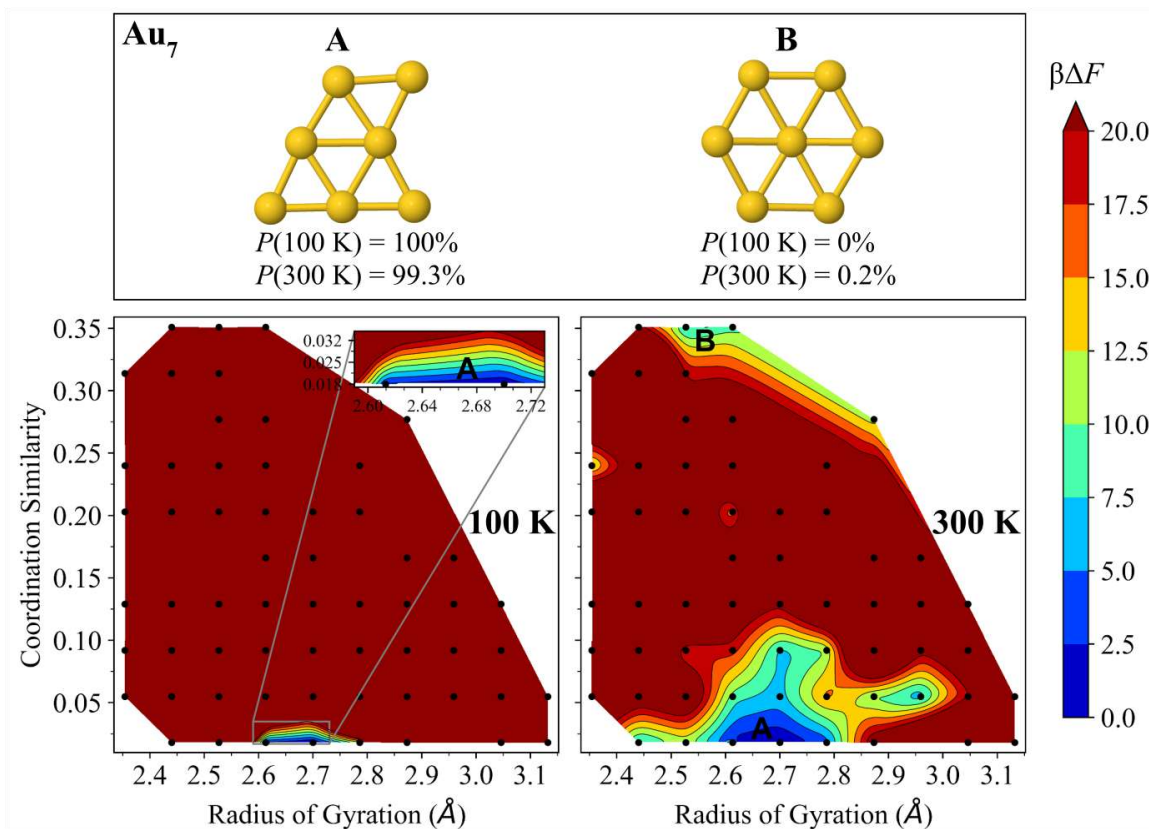 Au7
A
B
P(100 K) = 100%
P(300 K) = 99.3%
P(100 K) = 0%
P(300 K) = 0.2%
βΔF
20.0
17.5
15.0
12.5
10.0
7.5
5.0
2.5
0.0
Coordination Similarity
0.35
0.30
0.25
0.20
0.15
0.10
0.05
0.032
0.025
0.018
A
2.60 2.64 2.68 2.72
100 K
2.4 2.5 2.6 2.7 2.8 2.9 3.0 3.1
Radius of Gyration (Å)
B
300 K
A
2.4 2.5 2.6 2.7 2.8 2.9 3.0 3.1
Radius of Gyration (Å)